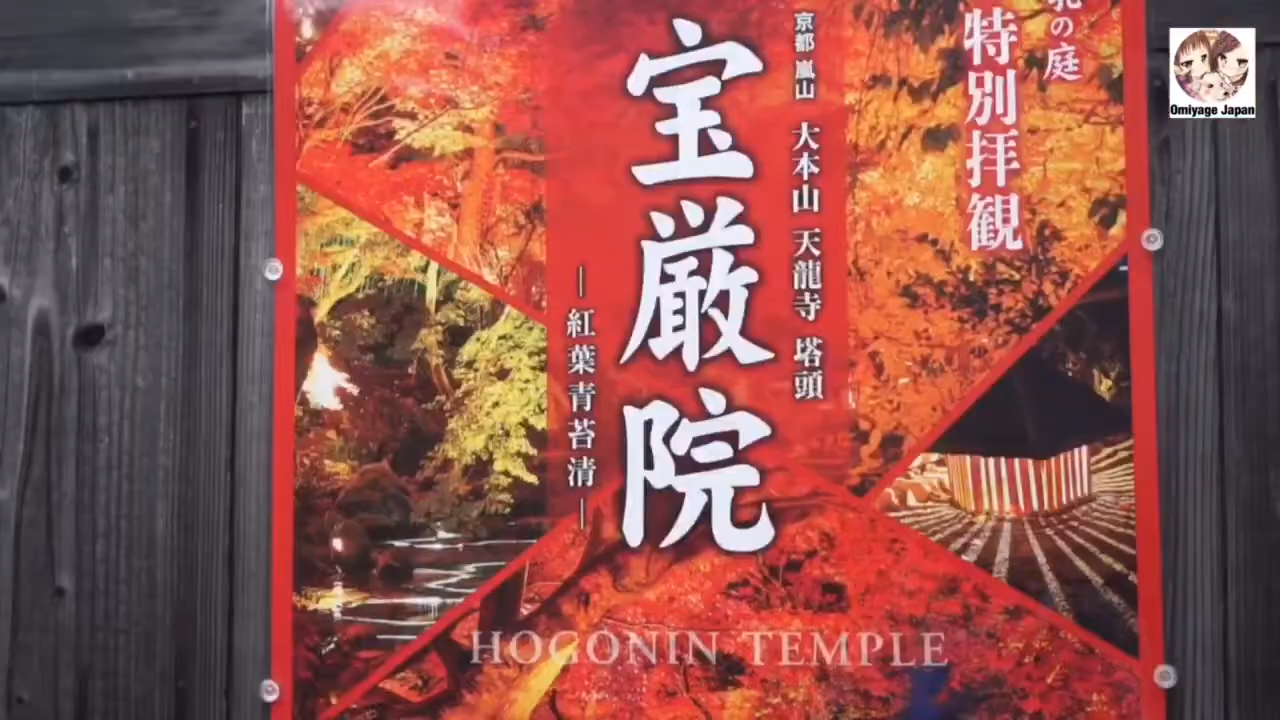 の庭
特別拝観
京都 嵐山 大本山 天龍寺 塔頭
宝厳院
―紅葉青苔清―
HOGONIN TEMPLE
Omiyage Japan